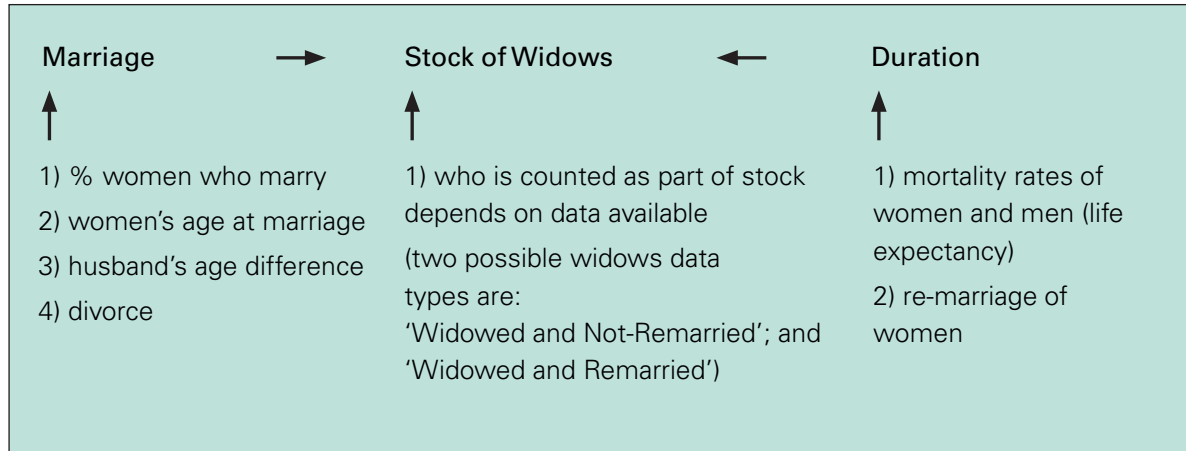 Marriage
Stock of Widows
Duration
1) % women who marry
2) women's age at marriage
3) husband's age difference
4) divorce
1) who is counted as part of stock
depends on data available
(two possible widows data
types are:
‘Widowed and Not-Remarried’; and
‘Widowed and Remarried’)
1) mortality rates of
women and men (life
expectancy)
2) re-marriage of
women